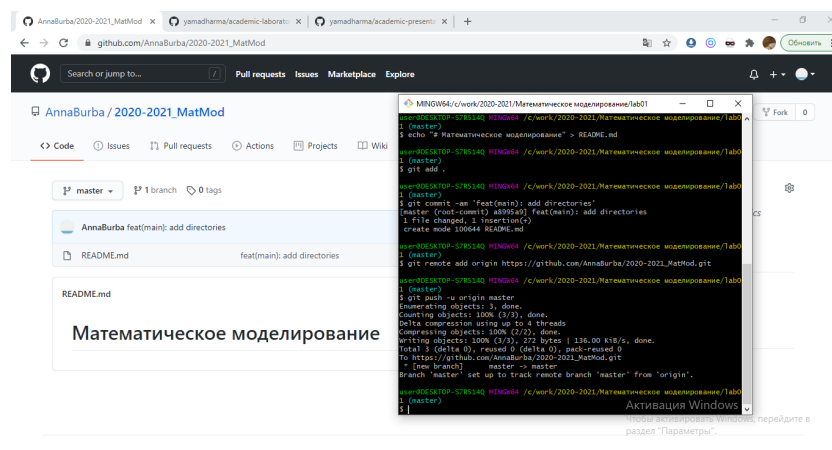 AnnaBurba/2020-2021_MatMod
yamadharma/academic-laborato
yamadharma/academic-presenta
github.com/AnnaBurba/2020-2021_MatMod
Обновить
Search or jump to...
/
Pull requests Issues Marketplace Explore
AnnaBurba / 2020-2021_MatMod
Fork 0
Code Issues Pull requests Actions Projects Wiki
master 1 branch 0 tags
AnnaBurba feat(main): add directories
README.md feat(main): add directories
README.md
Математическое моделирование
cs
MINGW64:/c/work/2020-2021/Математическое моделирование/lab01
user@DESKTOP-S7RS14Q MINGW64 /c/work/2020-2021/Математическое моделирование/lab0
1 (master)
$ echo "# Математическое моделирование" > README.md
user@DESKTOP-S7RS14Q MINGW64 /c/work/2020-2021/Математическое моделирование/lab0
1 (master)
$ git add .
user@DESKTOP-S7RS14Q MINGW64 /c/work/2020-2021/Математическое моделирование/lab0
1 (master)
$ git commit -am 'feat(main): add directories'
[master (root-commit) a8995a9] feat(main): add directories
1 file changed, 1 insertion(+)
create mode 100644 README.md
user@DESKTOP-S7RS14Q MINGW64 /c/work/2020-2021/Математическое моделирование/lab0
1 (master)
$ git remote add origin https://github.com/AnnaBurba/2020-2021_MatMod.git
user@DESKTOP-S7RS14Q MINGW64 /c/work/2020-2021/Математическое моделирование/lab0
1 (master)
$ git push -u origin master
Enumerating objects: 3, done.
Counting objects: 100% (3/3), done.
Delta compression using up to 4 threads
Compressing objects: 100% (2/2), done.
Writing objects: 100% (3/3), 272 bytes | 136.00 KiB/s, done.
Total 3 (delta 0), reused 0 (delta 0), pack-reused 0
To https://github.com/AnnaBurba/2020-2021_MatMod.git
* [new branch] master -> master
Branch 'master' set up to track remote branch 'master' from 'origin'.
user@DESKTOP-S7RS14Q MINGW64 /c/work/2020-2021/Математическое моделирование/lab0
1 (master)
$
Активация Windows
Чтобы активировать Windows, перейдите в
раздел "Параметры".